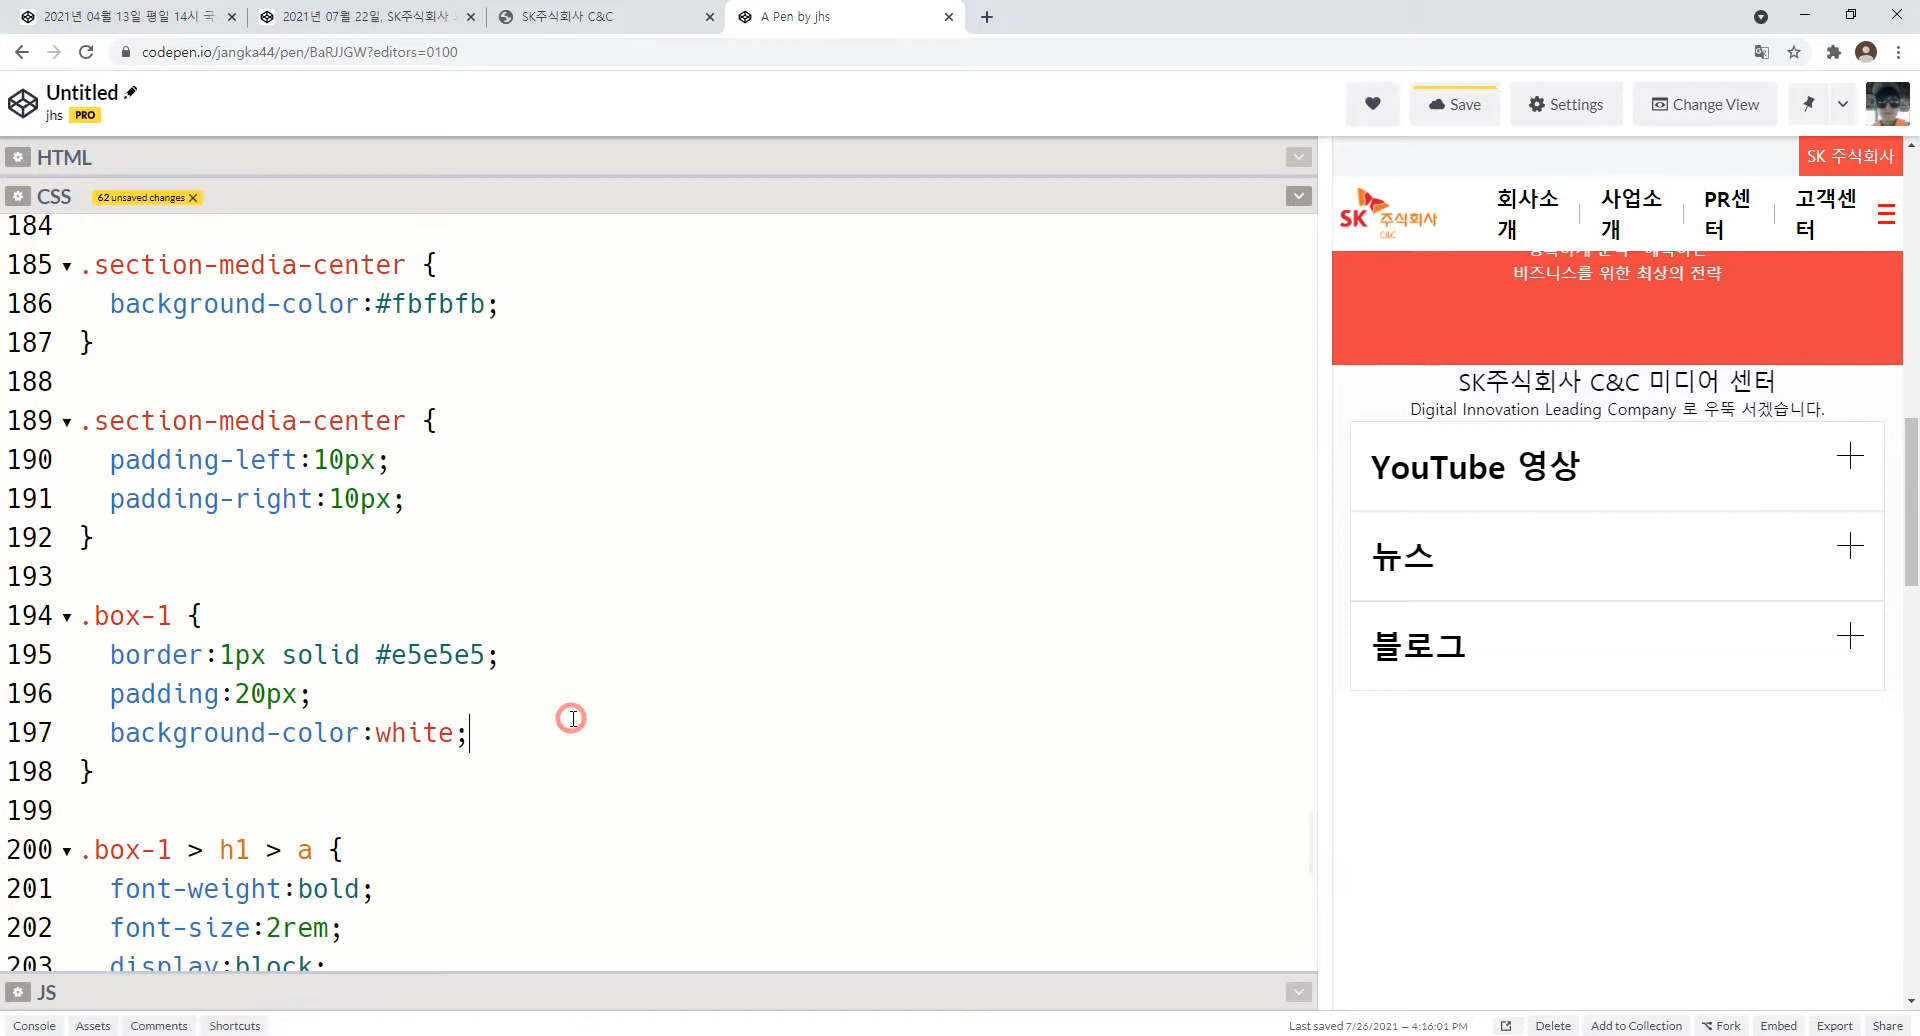 2021년 04월 13일 평일 14시 국
2021년 07월 22일, SK주식회사
SK주식회사 C&C
A Pen by jhs
codepen.io/jangka44/pen/BaRJJGW?editors=0100
Untitled
jhs PRO
Save
Settings
Change View
HTML
CSS 62 unsaved changes
184
185 .section-media-center {
186 background-color:#fbfbfb;
187 }
188
189 .section-media-center {
190 padding-left:10px;
191 padding-right:10px;
192 }
193
194 .box-1 {
195 border:1px solid #e5e5e5;
196 padding:20px;
197 background-color:white;
198 }
199
200 .box-1 > h1 > a {
201 font-weight:bold;
202 font-size:2rem;
203 display:block;
JS
SK 주식회사
SK 주식회사
C&C
회사소개
사업소개
PR센터
고객센터
비즈니스를 위한 최상의 전략
SK주식회사 C&C 미디어 센터
Digital Innovation Leading Company 로 우뚝 서겠습니다.
YouTube 영상
뉴스
블로그
Console Assets Comments Shortcuts
Last saved 7/26/2021 — 4:16:01 PM
Delete Add to Collection Fork Embed Export Share